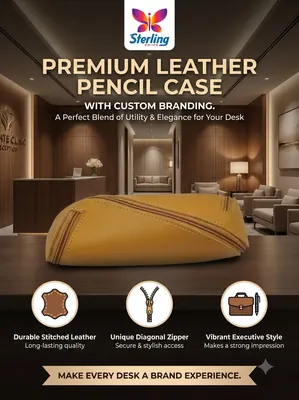 Sterling
PREMIUM LEATHER
PENCIL CASE
WITH CUSTOM BRANDING.
A Perfect Blend of Utility & Elegance for Your Desk
Durable Stitched Leather
Long-lasting quality
Unique Diagonal Zipper
Secure & stylish access
Vibrant Executive Style
Makes a strong impression
MAKE EVERY DESK A BRAND EXPERIENCE.